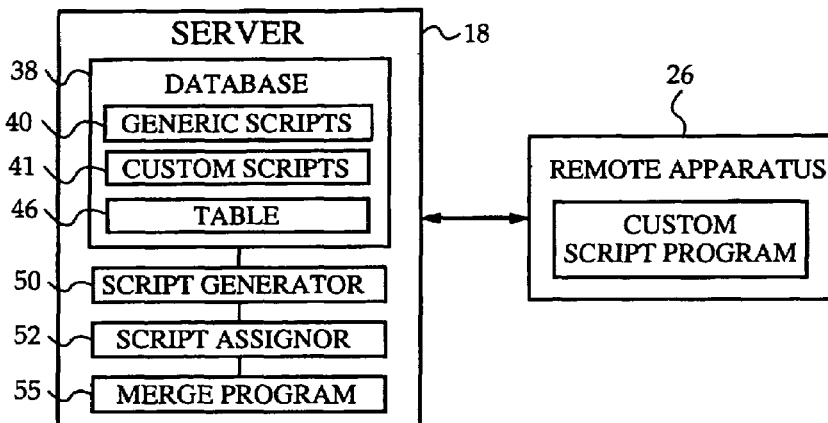 SERVER
18
38
DATABASE
40
GENERIC SCRIPTS
41
CUSTOM SCRIPTS
46
TABLE
50
SCRIPT GENERATOR
52
SCRIPT ASSIGNOR
55
MERGE PROGRAM
26
REMOTE APPARATUS
CUSTOM
SCRIPT PROGRAM